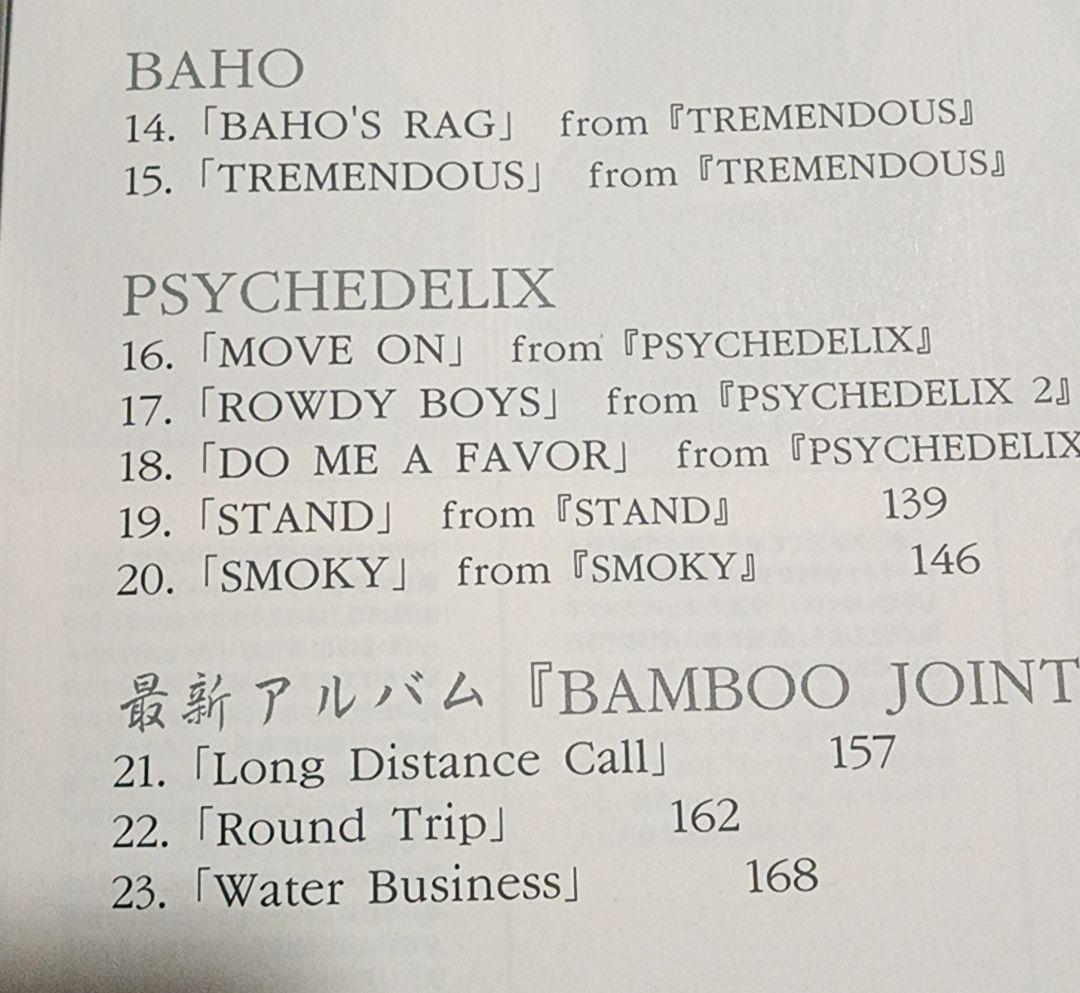 BAHO
14.「BAHO'S RAG」 from『TREMENDOUS』
15.「TREMENDOUS」 from『TREMENDOUS』
PSYCHEDELIX
16.「MOVE ON」 from『PSYCHEDELIX』
17.「ROWDY BOYS」 from『PSYCHEDELIX 2』
18.「DO ME A FAVOR」 from『PSYCHEDELIX
19.「STAND」 from『STAND』 139
20.「SMOKY」 from『SMOKY』 146
最新アルバム『BAMBOO JOINT
21.「Long Distance Call」 157
22.「Round Trip」 162
23.「Water Business」 168